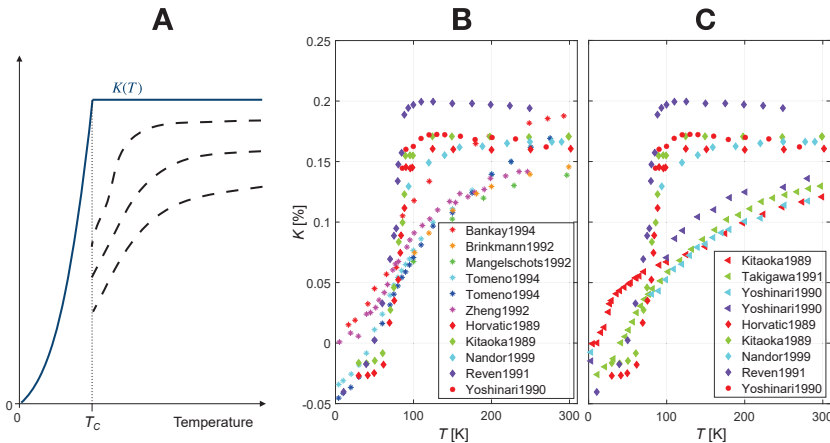 A
B
C
K(T)
0
0
T_C
Temperature
K [%]
0.25
0.2
0.15
0.1
0.05
0
-0.05
0
100
200
300
T [K]
Bankay1994
Brinkmann1992
Mangelschots1992
Tomeno1994
Tomeno1994
Zheng1992
Horvatic1989
Kitaoka1989
Nandor1999
Reven1991
Yoshinari1990
0
100
200
300
T [K]
Kitaoka1989
Takigawa1991
Yoshinari1990
Yoshinari1990
Horvatic1989
Kitaoka1989
Nandor1999
Reven1991
Yoshinari1990